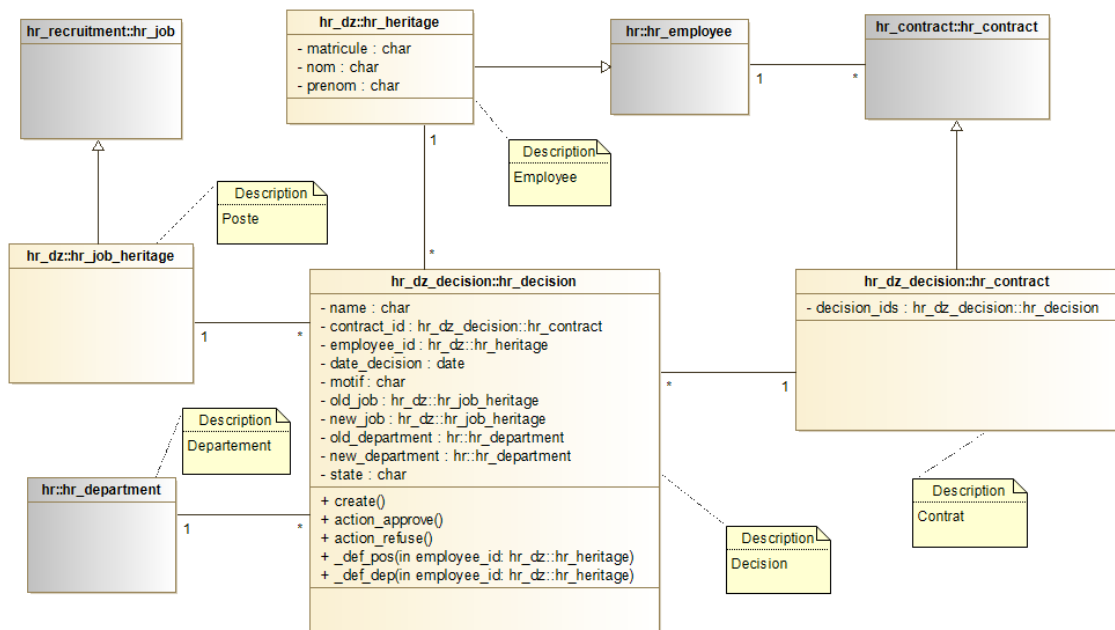 hr_recruitment::hr_job
hr_dz::hr_heritage
- matricule : char
- nom : char
- prenom : char
hr::hr_employee
hr_contract::hr_contract
1
*
1
Description
Employee
Description
Poste
hr_dz::hr_job_heritage
*
hr_dz_decision::hr_decision
- name : char
- contract_id : hr_dz_decision::hr_contract
- employee_id : hr_dz::hr_heritage
- date_decision : date
- motif : char
- old_job : hr_dz::hr_job_heritage
- new_job : hr_dz::hr_job_heritage
- old_department : hr::hr_department
- new_department : hr::hr_department
- state : char
+ create()
+ action_approve()
+ action_refuse()
+ _def_pos(in employee_id: hr_dz::hr_heritage)
+ _def_dep(in employee_id: hr_dz::hr_heritage)
hr_dz_decision::hr_contract
- decision_ids : hr_dz_decision::hr_decision
1
*
*
1
Description
Departement
hr::hr_department
1
*
Description
Decision
Description
Contrat